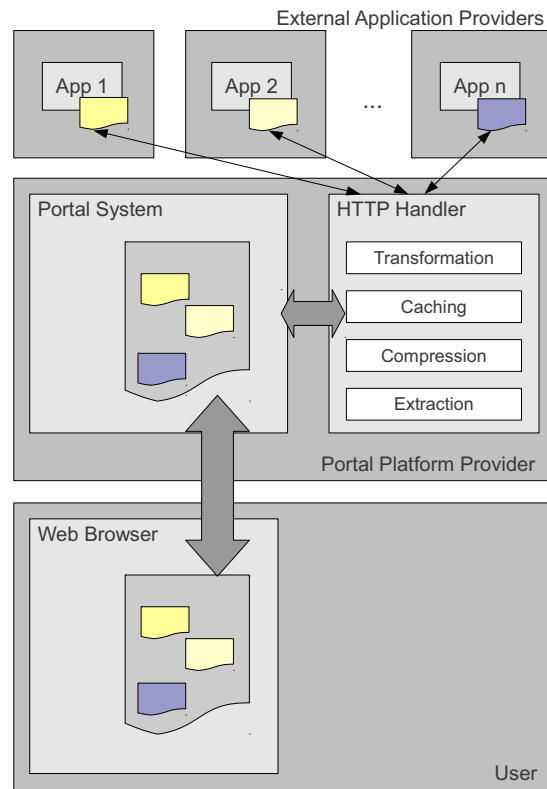 External Application Providers
App 1
App 2
...
App n
Portal System
HTTP Handler
Transformation
Caching
Compression
Extraction
Portal Platform Provider
Web Browser
User